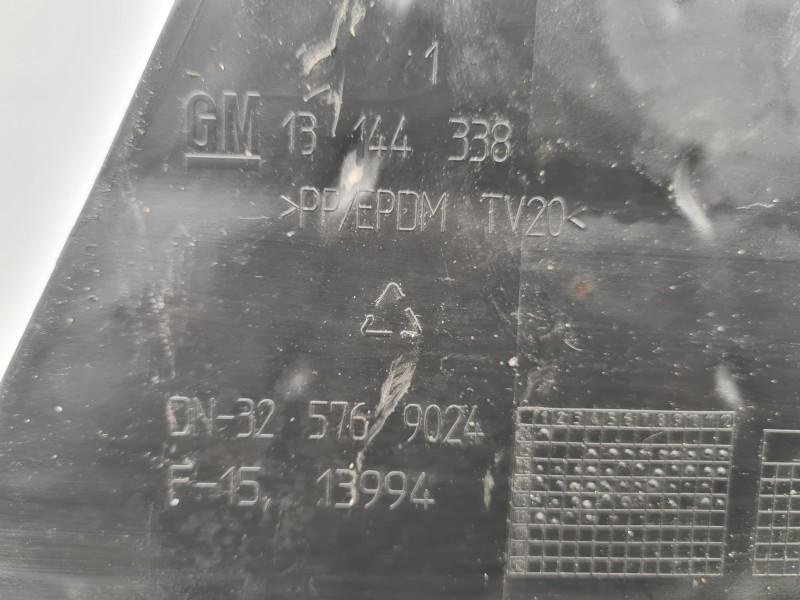 1
GM 13 144 338
>PP/EPDM TV20<
DN-32 576 9024
F-15, 13994